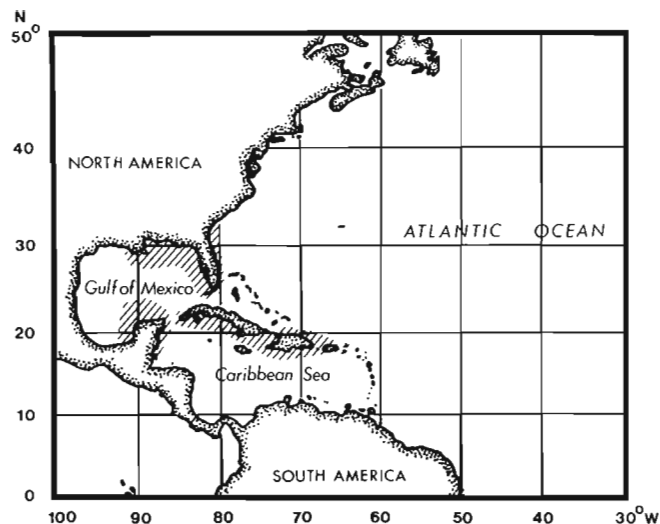 N
50°
40
NORTH AMERICA
ATLANTIC OCEAN
30
Gulf of Mexico
20
Caribbean Sea
10
SOUTH AMERICA
0
100 90 80 70 60 50 40 30°W